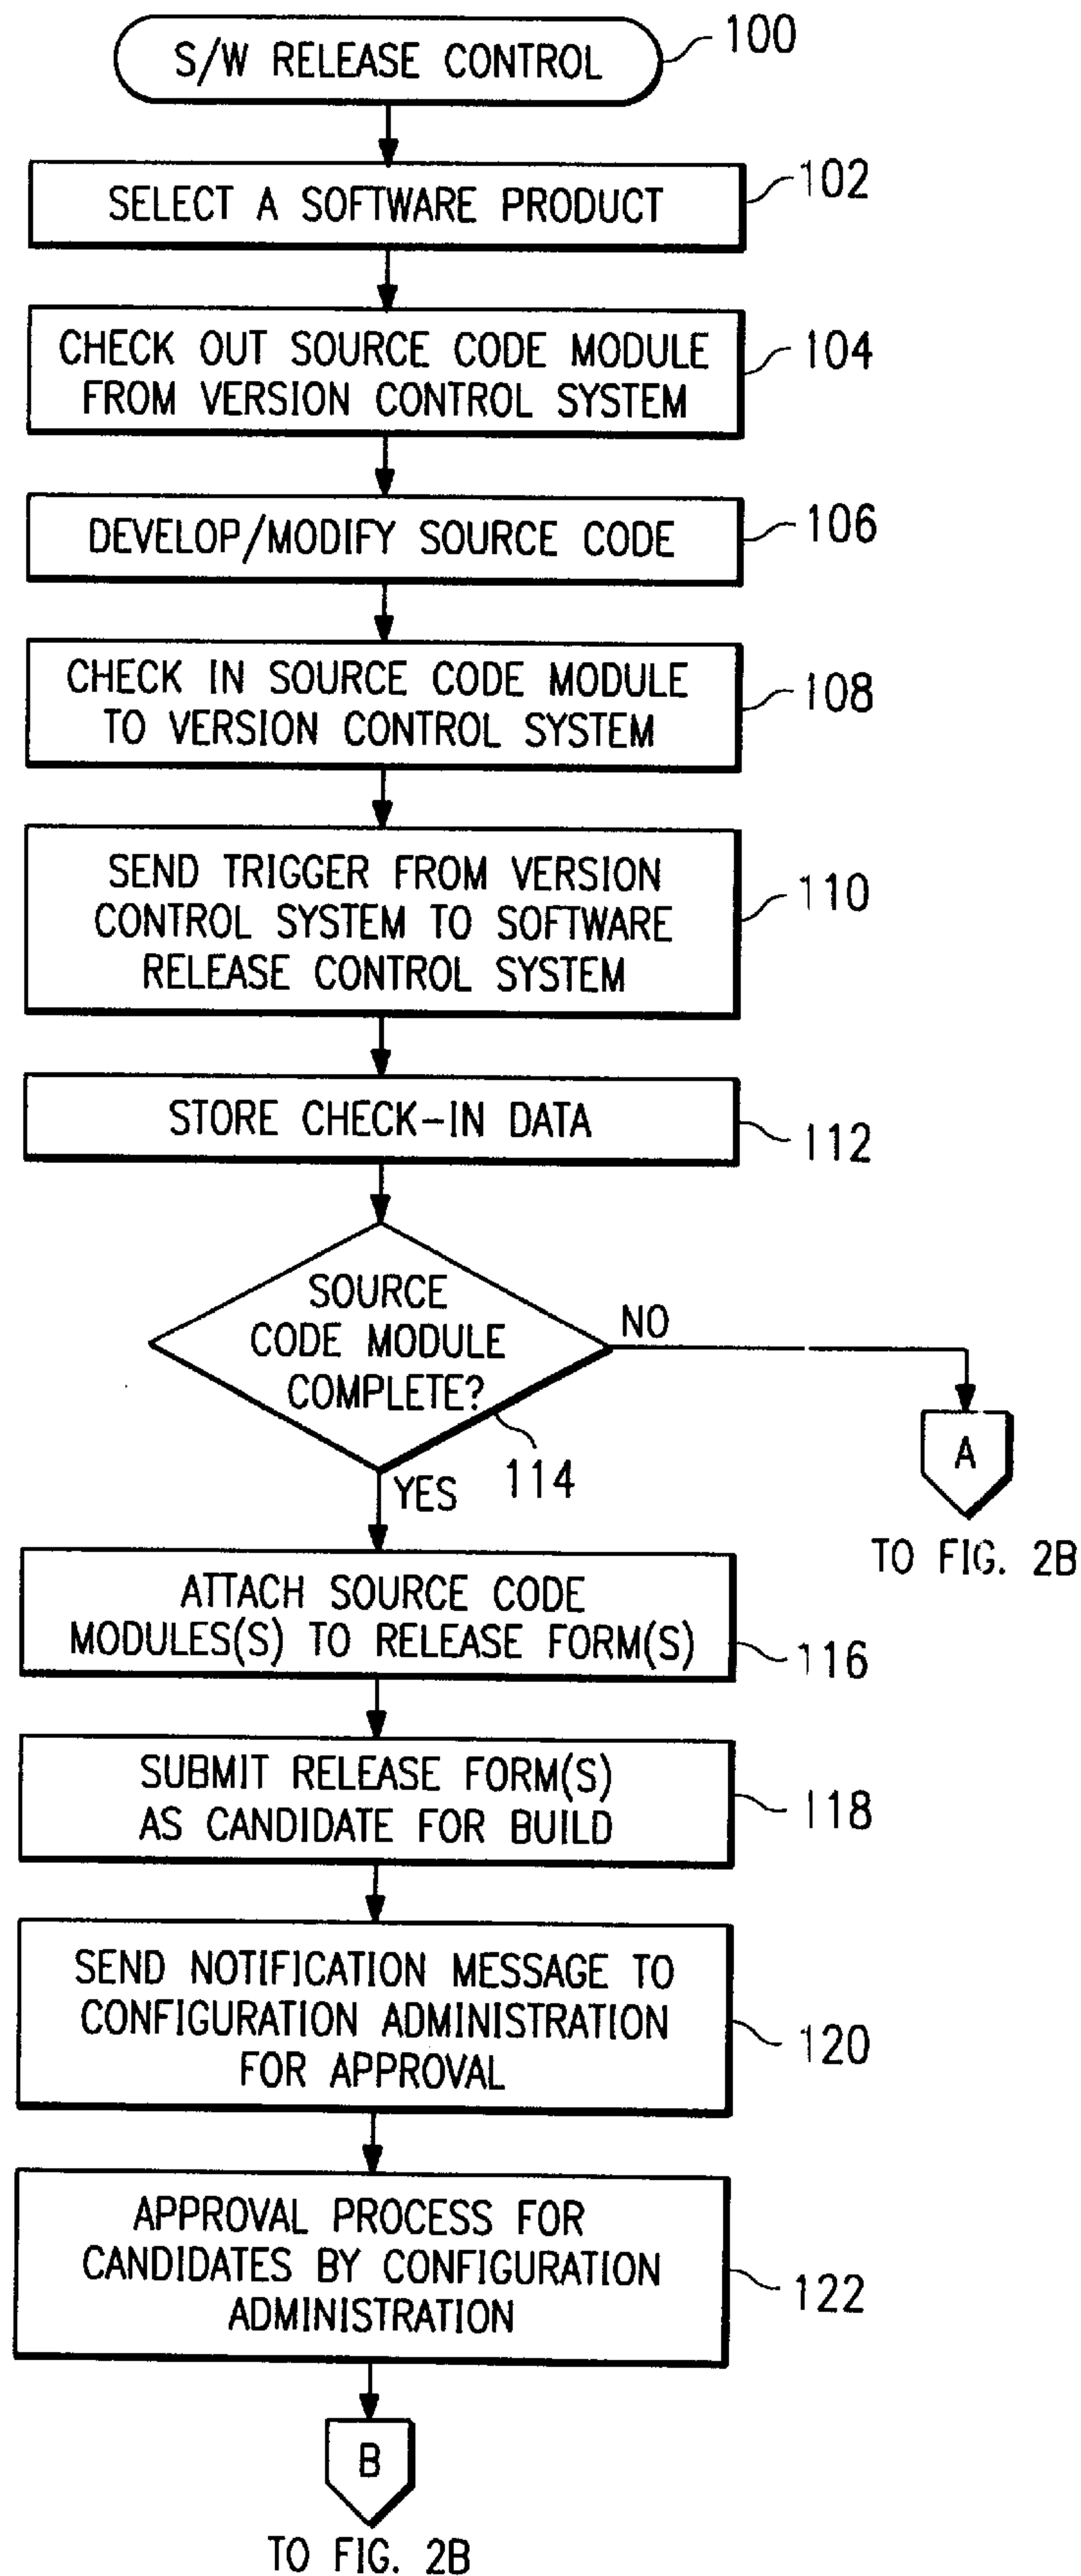 S/W RELEASE CONTROL
100
SELECT A SOFTWARE PRODUCT
102
CHECK OUT SOURCE CODE MODULE
FROM VERSION CONTROL SYSTEM
104
DEVELOP/MODIFY SOURCE CODE
106
CHECK IN SOURCE CODE MODULE
TO VERSION CONTROL SYSTEM
108
SEND TRIGGER FROM VERSION
CONTROL SYSTEM TO SOFTWARE
RELEASE CONTROL SYSTEM
110
STORE CHECK-IN DATA
112
SOURCE
CODE MODULE
COMPLETE?
114
NO
A
TO FIG. 2B
YES
ATTACH SOURCE CODE
MODULES(S) TO RELEASE FORM(S)
116
SUBMIT RELEASE FORM(S)
AS CANDIDATE FOR BUILD
118
SEND NOTIFICATION MESSAGE TO
CONFIGURATION ADMINISTRATION
FOR APPROVAL
120
APPROVAL PROCESS FOR
CANDIDATES BY CONFIGURATION
ADMINISTRATION
122
B
TO FIG. 2B